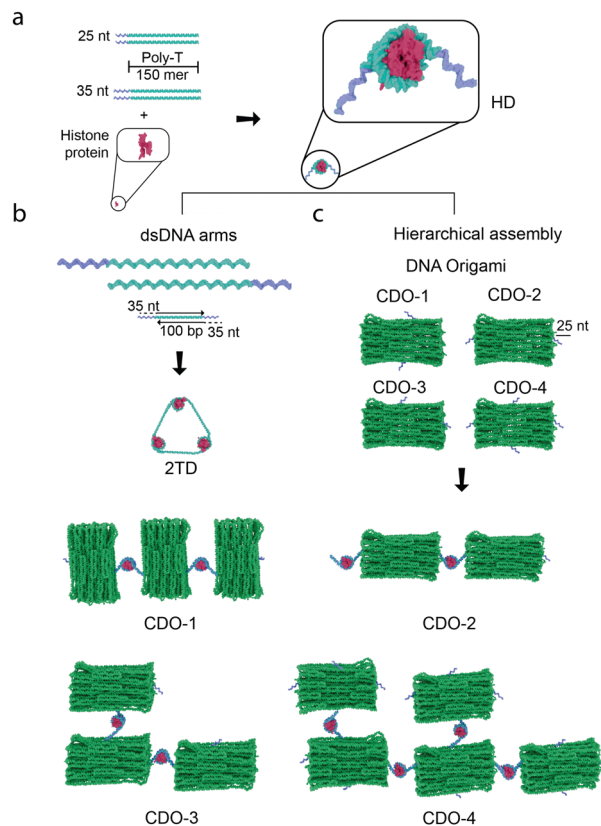 a
25 nt
Poly-T
150 mer
35 nt
+
Histone
protein
HD
b
dsDNA arms
35 nt
100 bp
35 nt
2TD
c
Hierarchical assembly
DNA Origami
CDO-1
CDO-2
25 nt
CDO-3
CDO-4
CDO-1
CDO-2
CDO-3
CDO-4